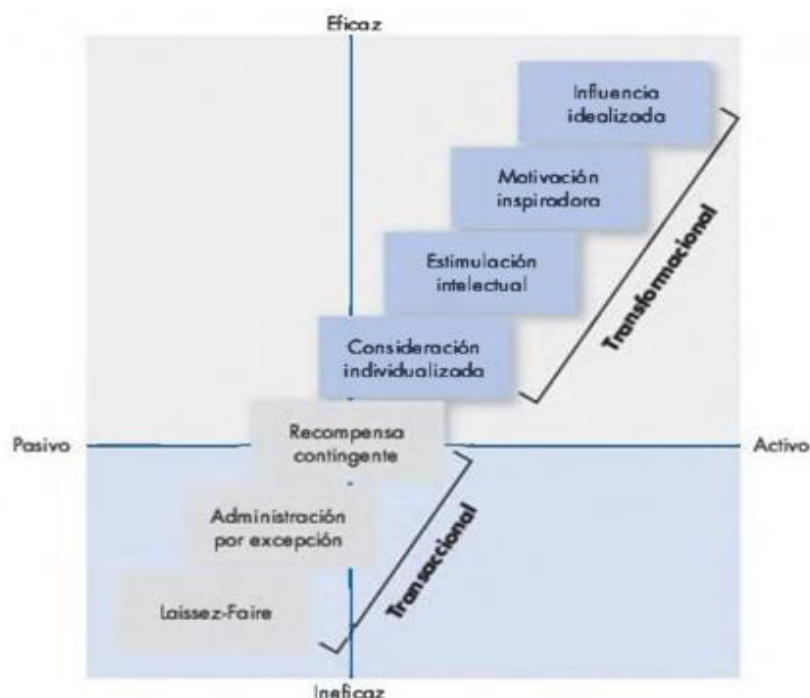 Eficaz
Influencia
idealizada
Motivación
inspiradora
Estimulación
intelectual
Consideración
individualizada
Transformacional
Pasivo
Recompensa
contingente
Activo
Administración
por excepción
Laissez-Faire
Transaccional
Ineficaz